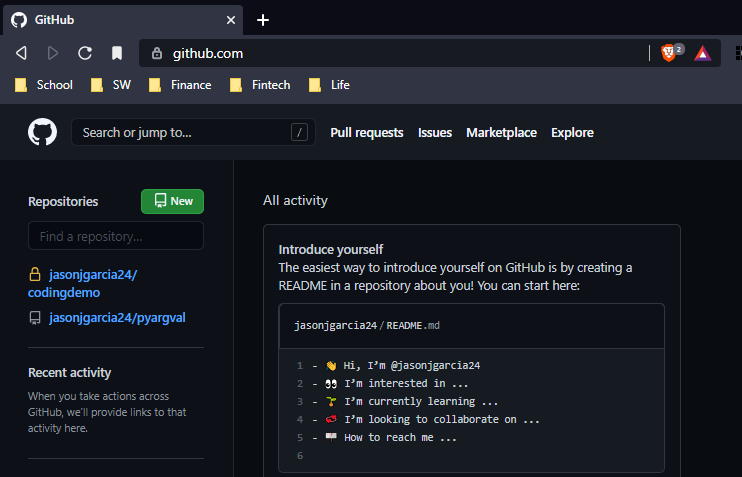 GitHub
github.com
2
School SW Finance Fintech Life
Search or jump to... / Pull requests Issues Marketplace Explore
Repositories New
Find a repository...
jasonjgarcia24/
codingdemo
jasonjgarcia24/pyargval
Recent activity
When you take actions across
GitHub, we'll provide links to that
activity here.
All activity
Introduce yourself
The easiest way to introduce yourself on GitHub is by creating a
README in a repository about you! You can start here:
jasonjgarcia24/README.md
1 - 👋 Hi, I'm @jasonjgarcia24
2 - 👀 I'm interested in ...
3 - 🌱 I'm currently learning ...
4 - 💞️ I'm looking to collaborate on ...
5 - 📖 How to reach me ...
6